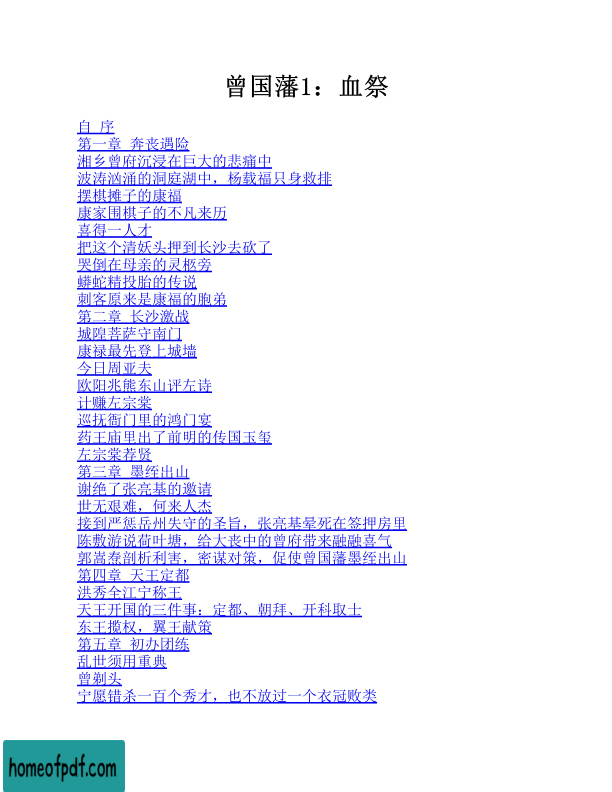 曾国藩1：血祭
自 序
第一章 奔丧遇险
湘乡曾府沉浸在巨大的悲痛中
波涛汹涌的洞庭湖中，杨载福只身救排
摆棋摊子的康福
康家围棋子的不凡来历
喜得一人才
把这个清妖头押到长沙去砍了
哭倒在母亲的灵柩旁
蟒蛇精投胎的传说
刺客原来是康福的胞弟
第二章 长沙激战
城隍菩萨守南门
康禄最先登上城墙
今日周亚夫
欧阳兆熊东山评左诗
计赚左宗棠
巡抚衙门里的鸿门宴
药王庙里出了前明的传国玉玺
左宗棠荐贤
第三章 墨绖出山
谢绝了张亮基的邀请
世无艰难，何来人杰
接到严惩岳州失守的圣旨，张亮基晕死在签押房里
陈敷游说荷叶塘，给大丧中的曾府带来融融喜气
郭嵩焘剖析利害，密谋对策，促使曾国藩墨绖出山
第四章 天王定都
洪秀全江宁称王
天王开国的三件事：定都、朝拜、开科取士
东王揽权，翼王献策
第五章 初办团练
乱世须用重典
曾剃头
宁愿错杀一百个秀才，也不放过一个衣冠败类
homeofpdf.com